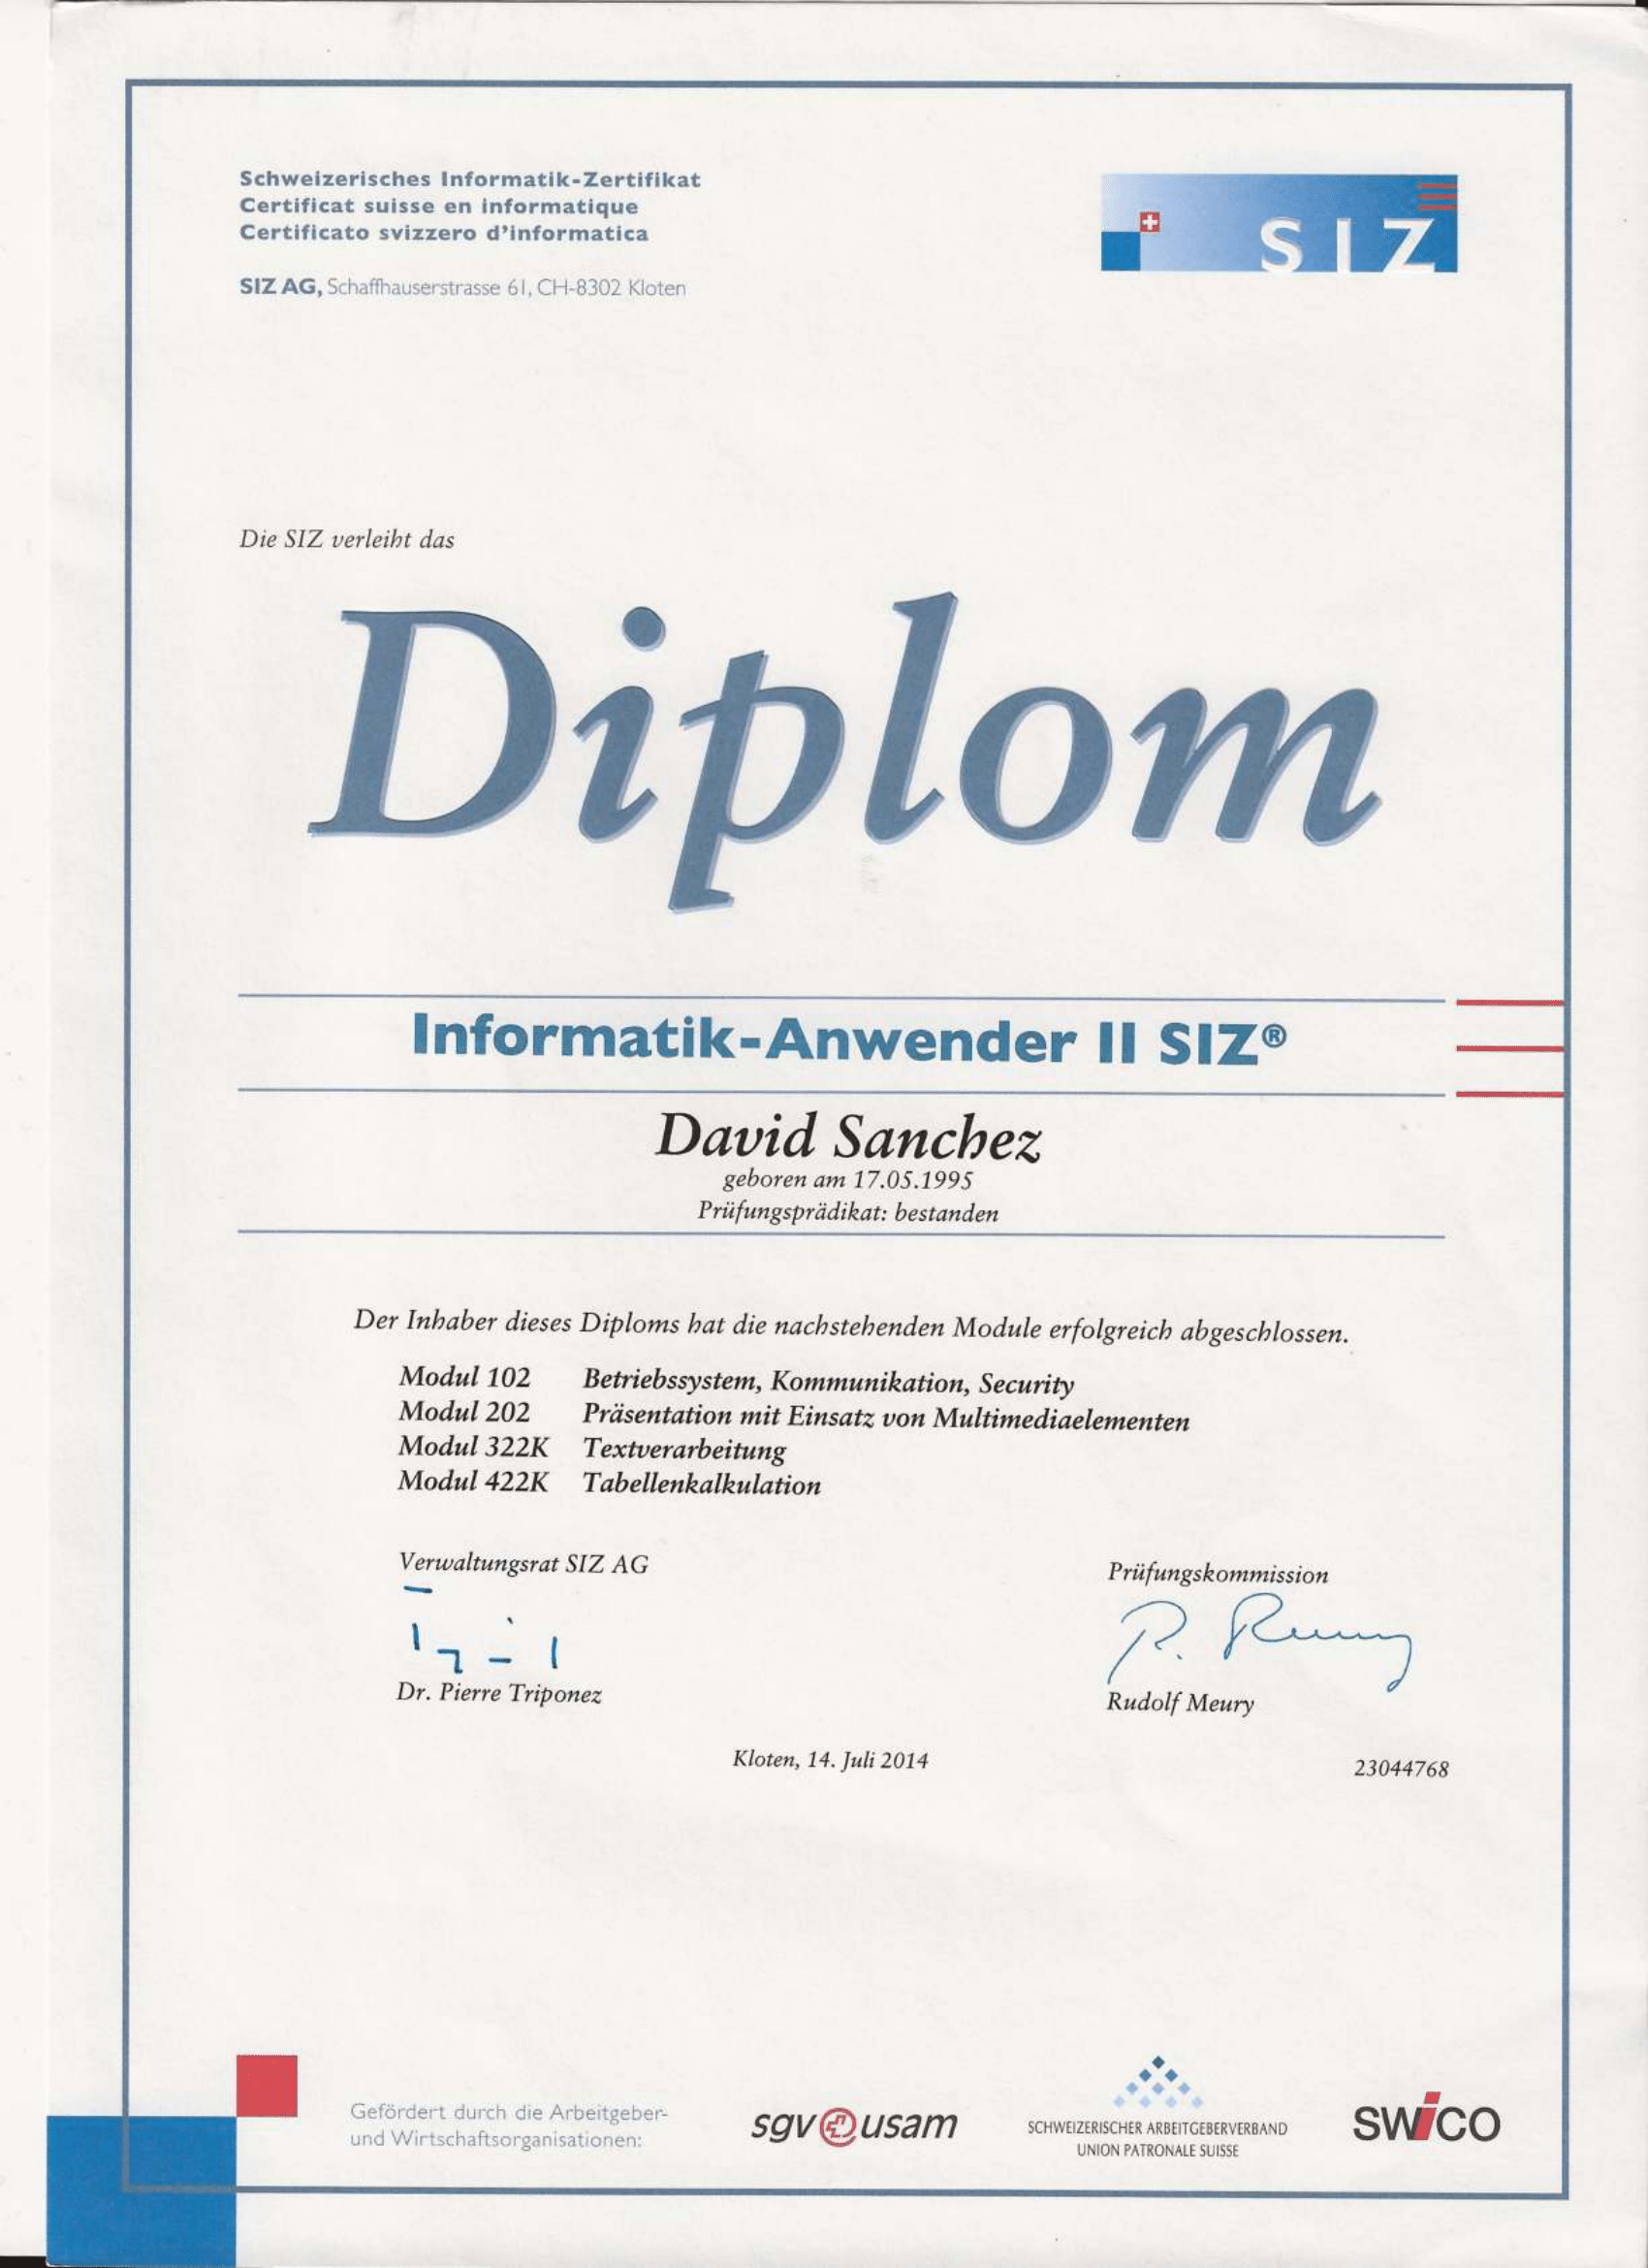 Schweizerisches Informatik-Zertifikat
Certificat suisse en informatique
Certificato svizzero d'informatica
SIZ AG, Schaffhauserstrasse 61, CH-8302 Kloten
SIZ
Die SIZ verleiht das
Diplom
Informatik-Anwender II SIZ®
David Sanchez
geboren am 17.05.1995
Prüfungsprädikat: bestanden
Der Inhaber dieses Diploms hat die nachstehenden Module erfolgreich abgeschlossen.
Modul 102 Betriebssystem, Kommunikation, Security
Modul 202 Präsentation mit Einsatz von Multimediaelementen
Modul 322K Textverarbeitung
Modul 422K Tabellenkalkulation
Verwaltungsrat SIZ AG
Prüfungskommission
R. Meury
Dr. Pierre Triponez
Rudolf Meury
Kloten, 14. Juli 2014
23044768
Gefördert durch die Arbeitgeber-
und Wirtschaftsorganisationen:
sgv usam
SCHWEIZERISCHER ARBEITGEBERVERBAND
UNION PATRONALE SUISSE
swico